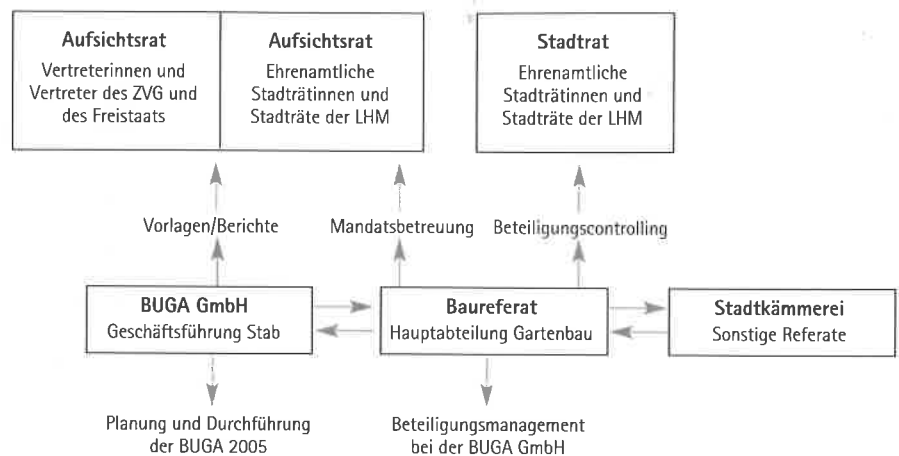 Aufsichtsrat
Vertreterinnen und
Vertreter des ZVG und
des Freistaats
Aufsichtsrat
Ehrenamtliche
Stadträtinnen und
Stadträte der LHM
Stadtrat
Ehrenamtliche
Stadträtinnen und
Stadträte der LHM
Vorlagen/Berichte
Mandatsbetreuung
Beteiligungscontrolling
BUGA GmbH
Geschäftsführung Stab
Baureferat
Hauptabteilung Gartenbau
Stadtkämmerei
Sonstige Referate
Planung und Durchführung
der BUGA 2005
Beteiligungsmanagement
bei der BUGA GmbH